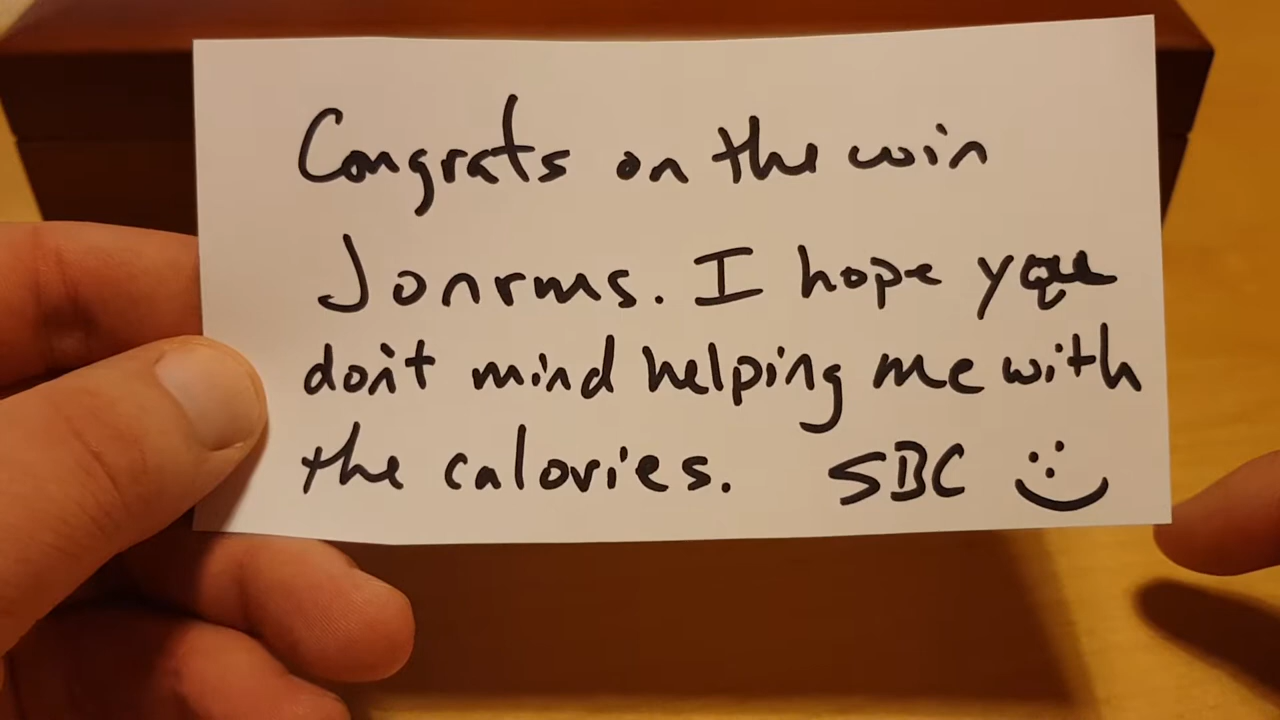 Congrats on the win
Jonrms. I hope you
don't mind helping me with
the calories. SBC